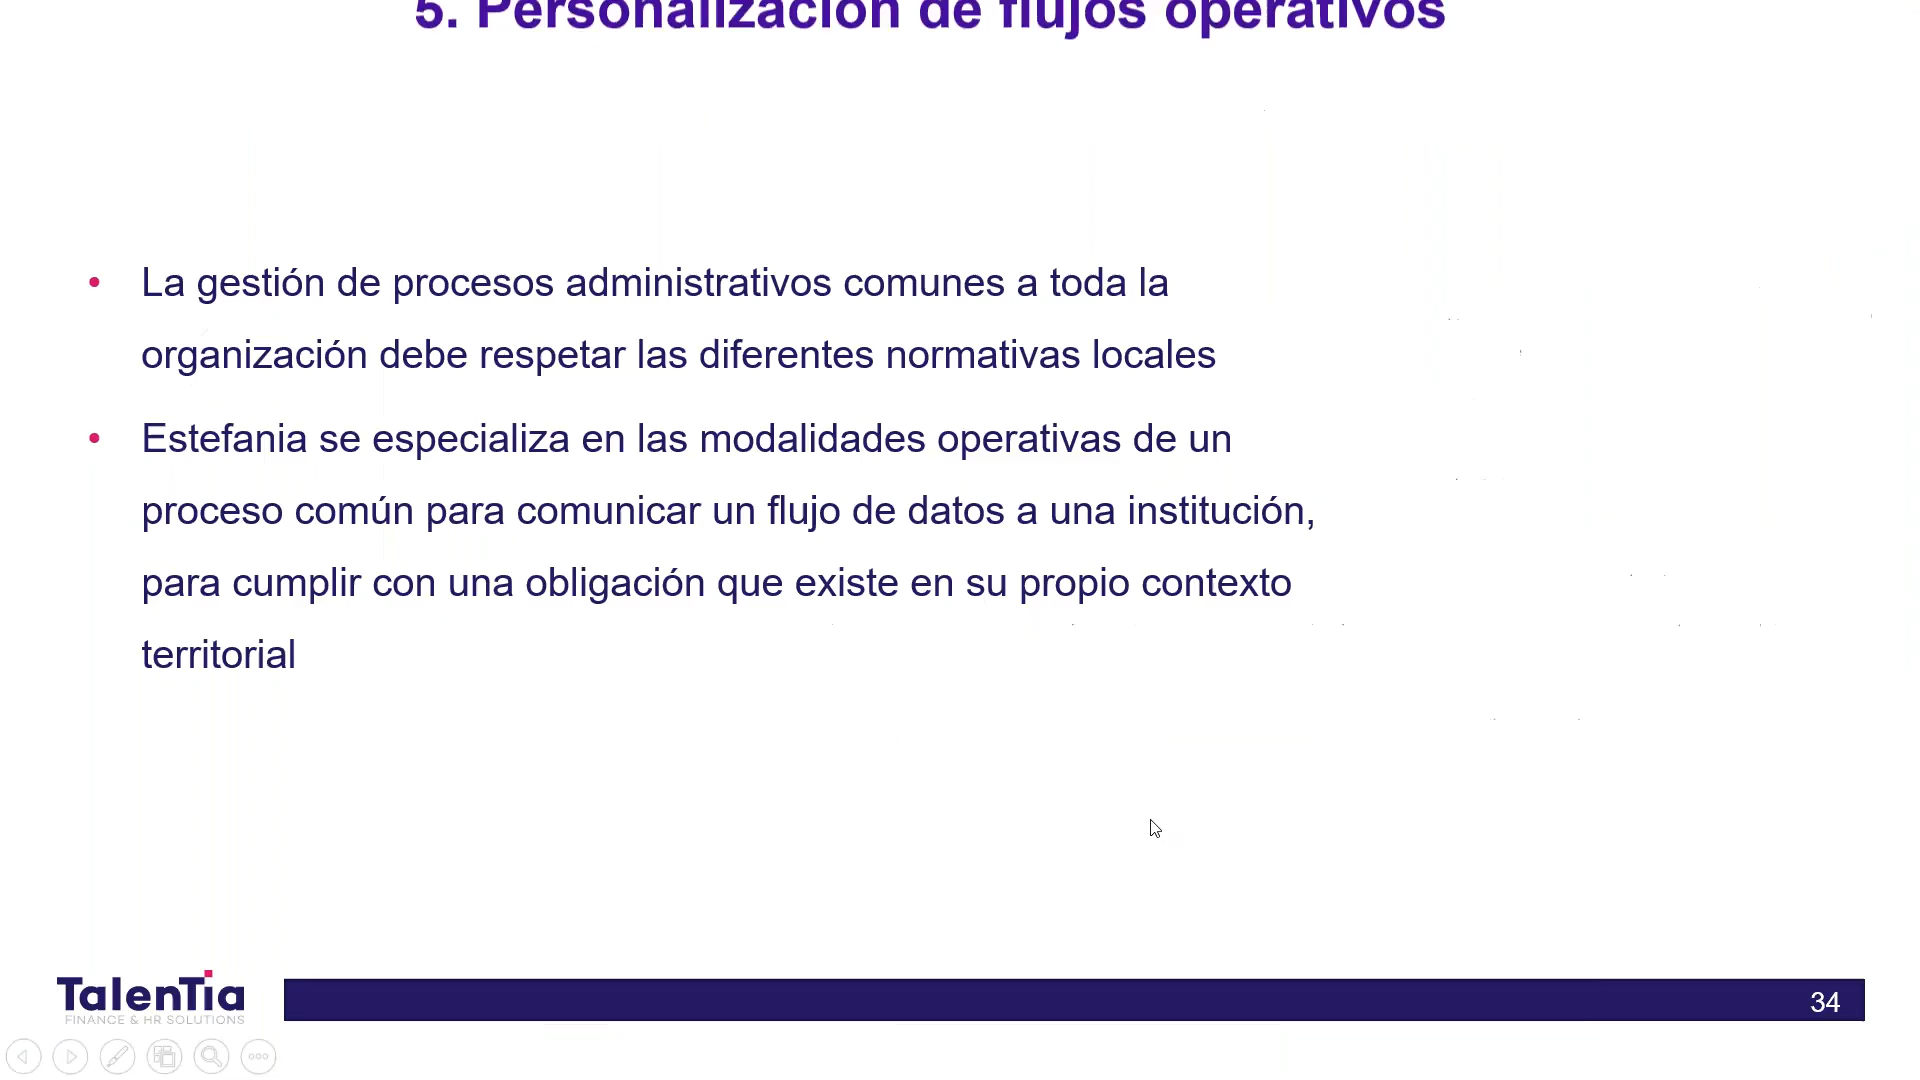 5. Personalización de flujos operativos
• La gestión de procesos administrativos comunes a toda la
organización debe respetar las diferentes normativas locales
• Estefania se especializa en las modalidades operativas de un
proceso común para comunicar un flujo de datos a una institución,
para cumplir con una obligación que existe en su propio contexto
territorial
TalenTia
FINANCE & HR SOLUTIONS
34